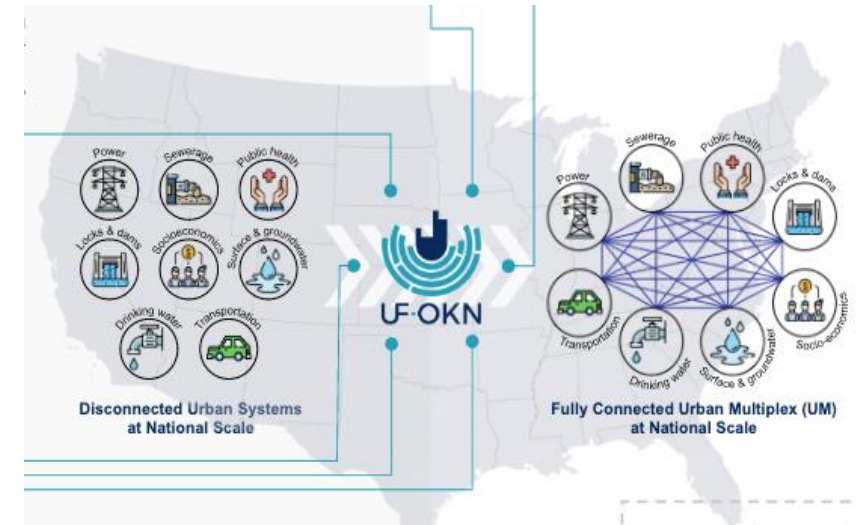 Power
Sewerage
Public health
Locks & dams
Socioeconomics
Surface & groundwater
Drinking water
Transportation
Disconnected Urban Systems
at National Scale
UF-OKN
Sewerage
Public health
Power
Locks & dams
Transportation
Socio-economics
Drinking water
Surface & groundwater
Fully Connected Urban Multiplex (UM)
at National Scale